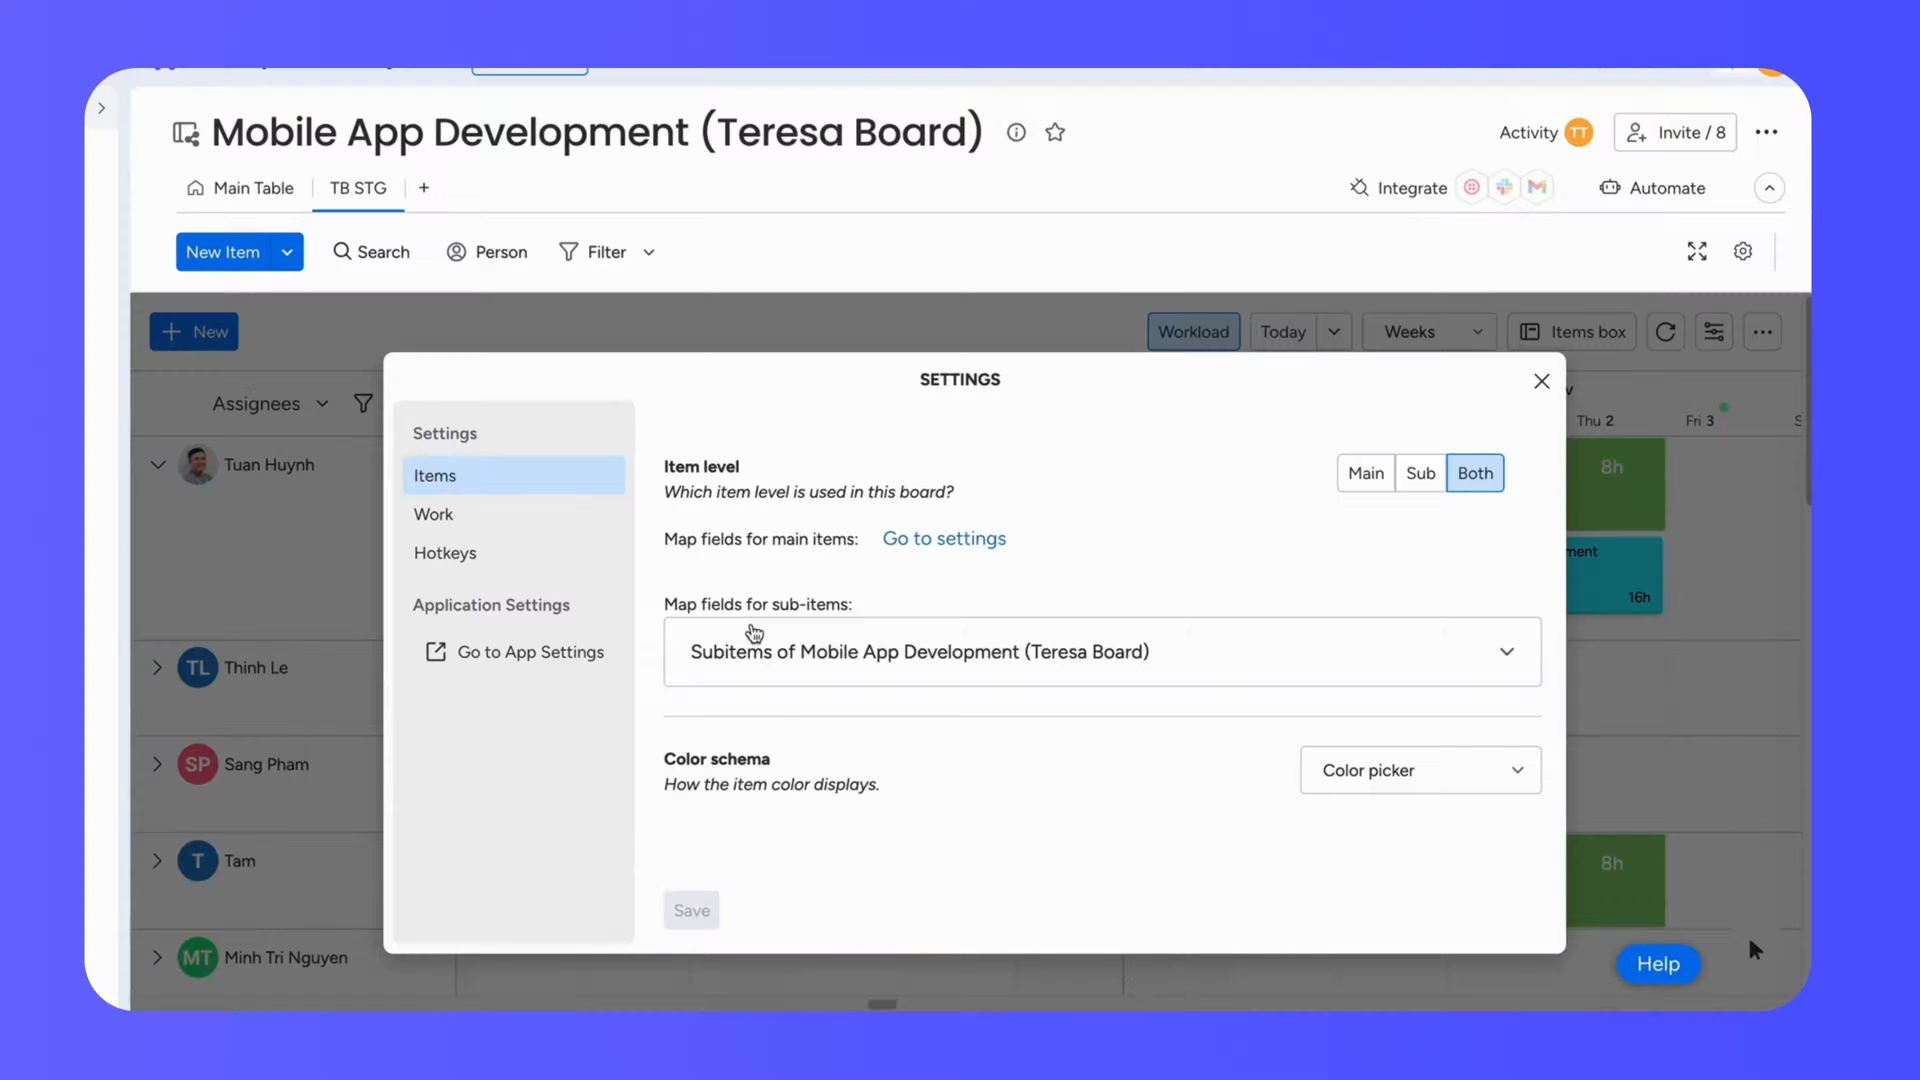 Mobile App Development (Teresa Board)
Activity TT Invite / 8
Main Table TB STG +
Integrate Automate
New Item Search Person Filter
+ New Workload Today Weeks Items box
Assignees
Thu 2 Fri 3
SETTINGS
Settings
Items
Work
Hotkeys
Application Settings
Go to App Settings
Item level
Which item level is used in this board?
Main Sub Both
Map fields for main items: Go to settings
Map fields for sub-items:
Subitems of Mobile App Development (Teresa Board)
Color schema
How the item color displays.
Color picker
Save
Tuan Huynh
8h
ment
16h
TL Thinh Le
SP Sang Pham
T Tam
8h
MT Minh Tri Nguyen
Help